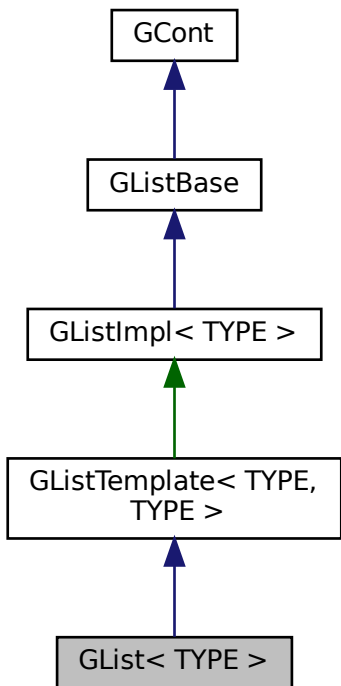 GCont
GListBase
GListImpl< TYPE >
GListTemplate< TYPE,
TYPE >
GList< TYPE >